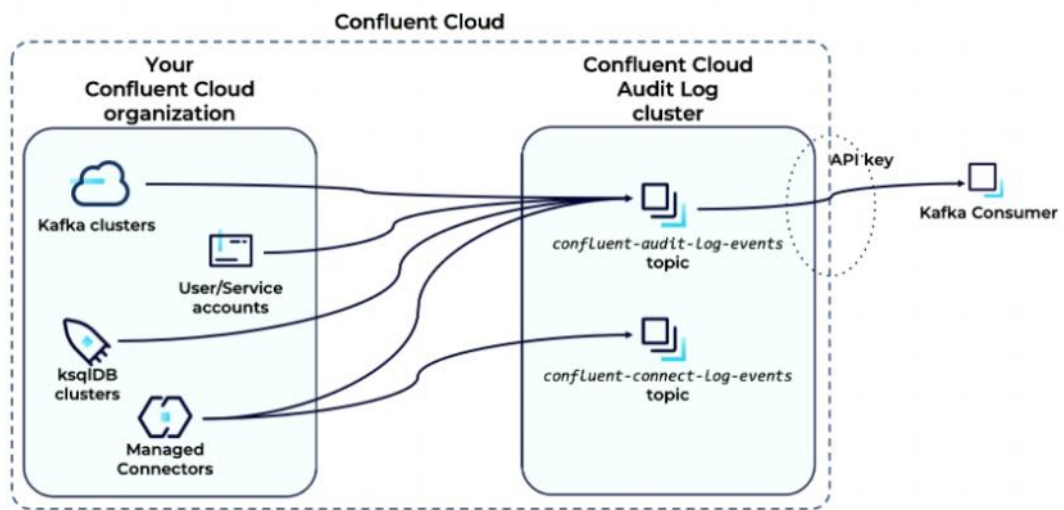 Confluent Cloud
Your
Confluent Cloud
organization
Confluent Cloud
Audit Log
cluster
Kafka clusters
User/Service
accounts
ksqlDB
clusters
Managed
Connectors
confluent-audit-log-events
topic
confluent-connect-log-events
topic
API key
Kafka Consumer